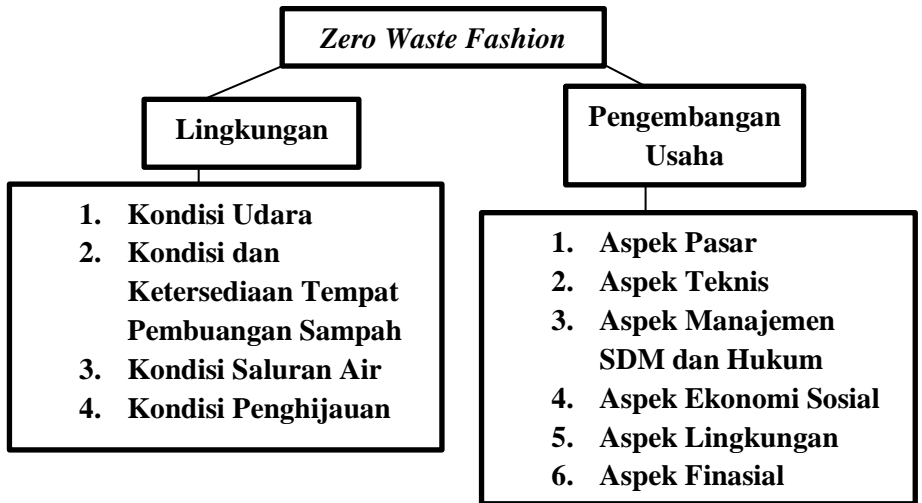 Zero Waste Fashion
Lingkungan
1. Kondisi Udara
2. Kondisi dan
Ketersediaan Tempat
Pembuangan Sampah
3. Kondisi Saluran Air
4. Kondisi Penghijauan
Pengembangan
Usaha
1. Aspek Pasar
2. Aspek Teknis
3. Aspek Manajemen
SDM dan Hukum
4. Aspek Ekonomi Sosial
5. Aspek Lingkungan
6. Aspek Finasial